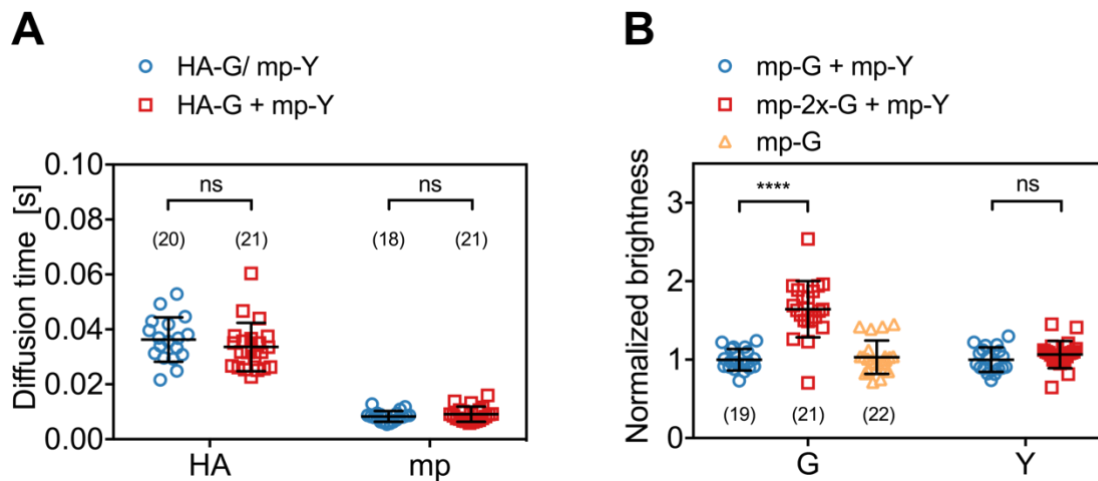 A
HA-G/ mp-Y
HA-G + mp-Y
Diffusion time [s]
0.10
0.08
0.06
0.04
0.02
0.00
ns
ns
(20)
(21)
(18)
(21)
HA
mp
B
mp-G + mp-Y
mp-2x-G + mp-Y
mp-G
Normalized brightness
3
2
1
0
****
ns
(19)
(21)
(22)
G
Y